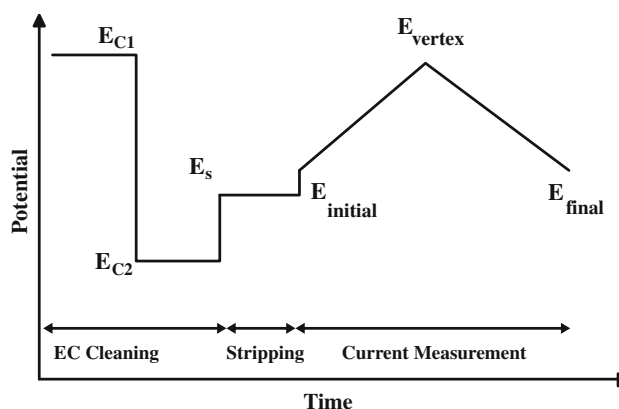 E_C1
E_vertex
E_s
E_initial
E_final
E_C2
Potential
EC Cleaning
Stripping
Current Measurement
Time